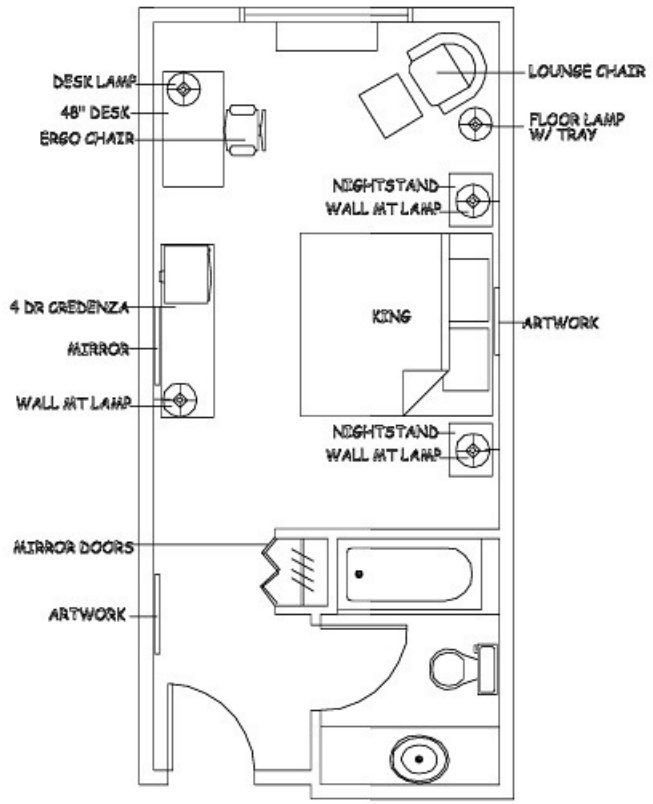 DESK LAMP
48" DESK
ERGO CHAIR
LOUNGE CHAIR
FLOOR LAMP
W/ TRAY
NIGHTSTAND
WALL MT LAMP
4 DR CREDENZA
MIRROR
WALL MT LAMP
KING
ARTWORK
NIGHTSTAND
WALL MT LAMP
MIRROR DOORS
ARTWORK